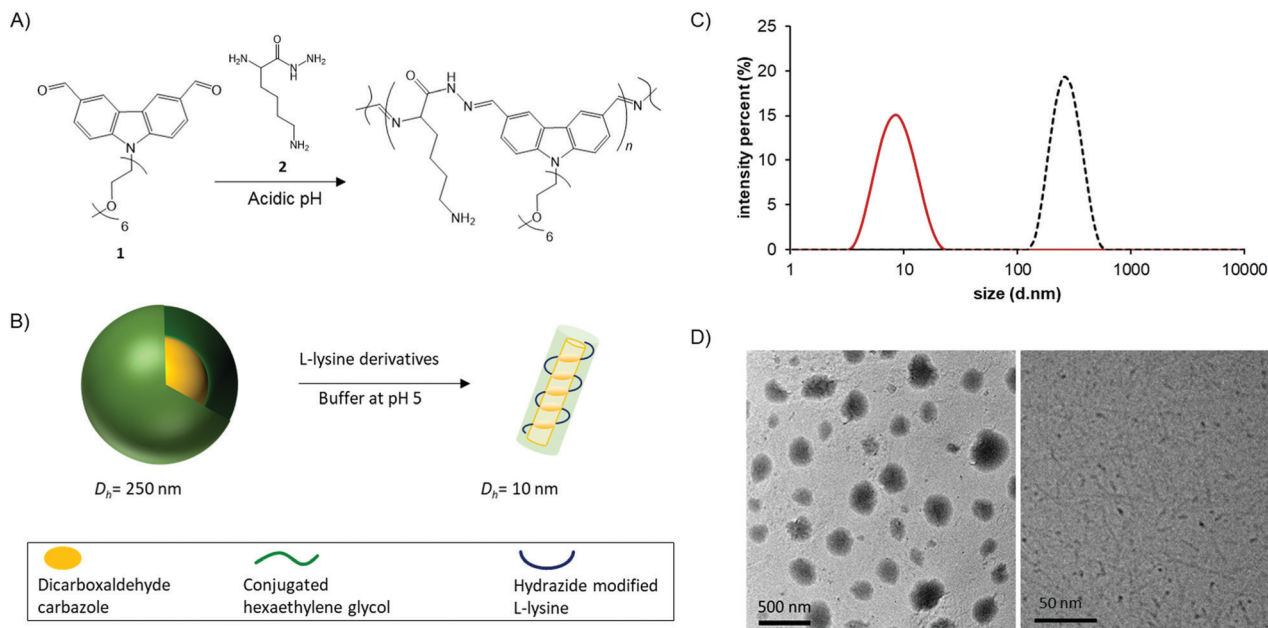 A)
O
O
N
O
6
1
H₂N
O
N
H
NH₂
NH₂
2
Acidic pH
N
O
H
N
N
NH₂
N
O
6
N
n
B)
L-lysine derivatives
Buffer at pH 5
Dh= 250 nm
Dh= 10 nm
Dicarboxaldehyde
carbazole
Conjugated
hexaethylene glycol
Hydrazide modified
L-lysine
C)
intensity percent (%)
25
20
15
10
5
0
1
10
100
1000
10000
size (d.nm)
D)
500 nm
50 nm